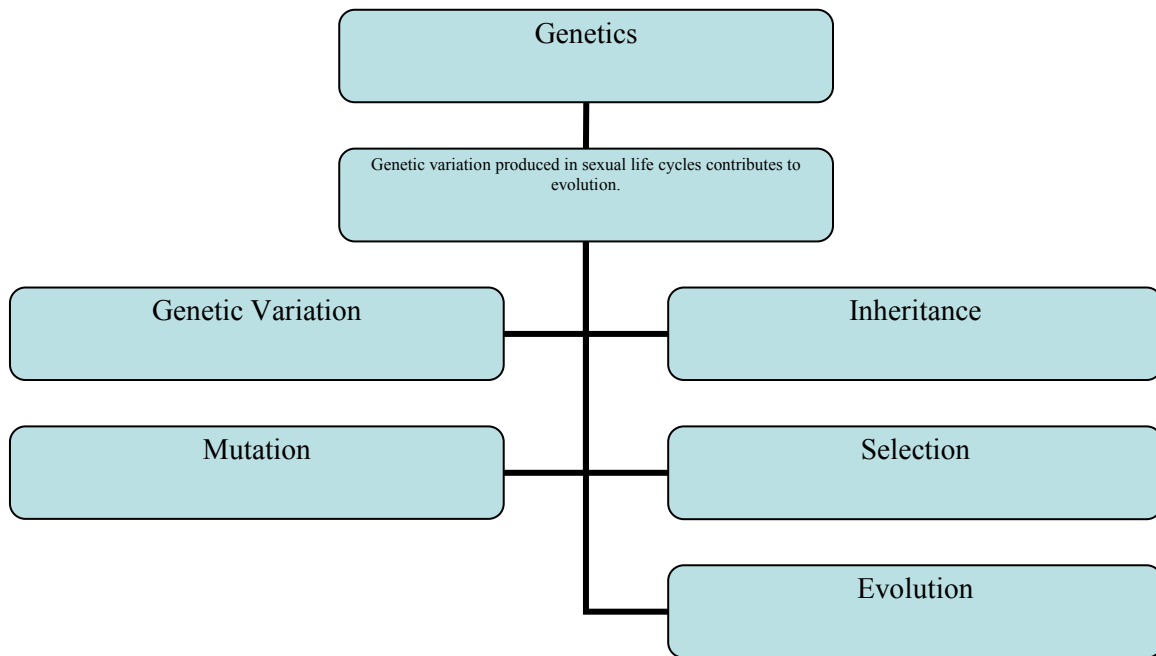 Genetics
Genetic variation produced in sexual life cycles contributes to
evolution.
Genetic Variation
Inheritance
Mutation
Selection
Evolution